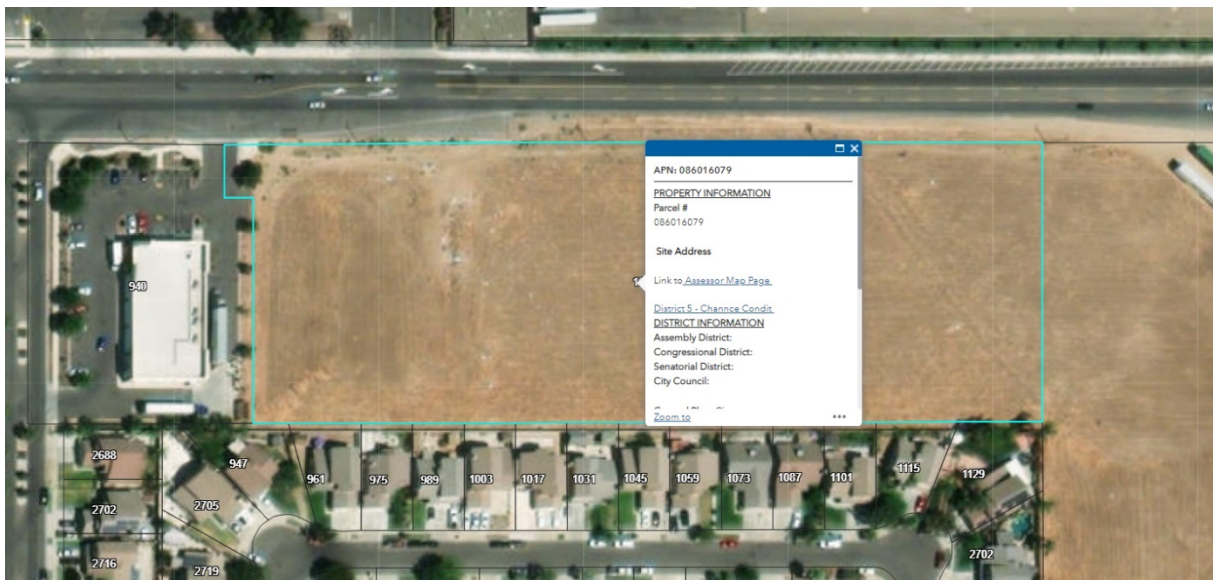 APN: 086016079
PROPERTY INFORMATION
Parcel #
086016079
Site Address
Link to Assessor Map Page
District 5 - Channce Condit
DISTRICT INFORMATION
Assembly District:
Congressional District:
Senatorial District:
City Council:
Zoom to
940
2688
947
961
975
989
1003
1017
1031
1045
1059
1073
1087
1101
1115
1129
2702
2705
2716
2719
2702